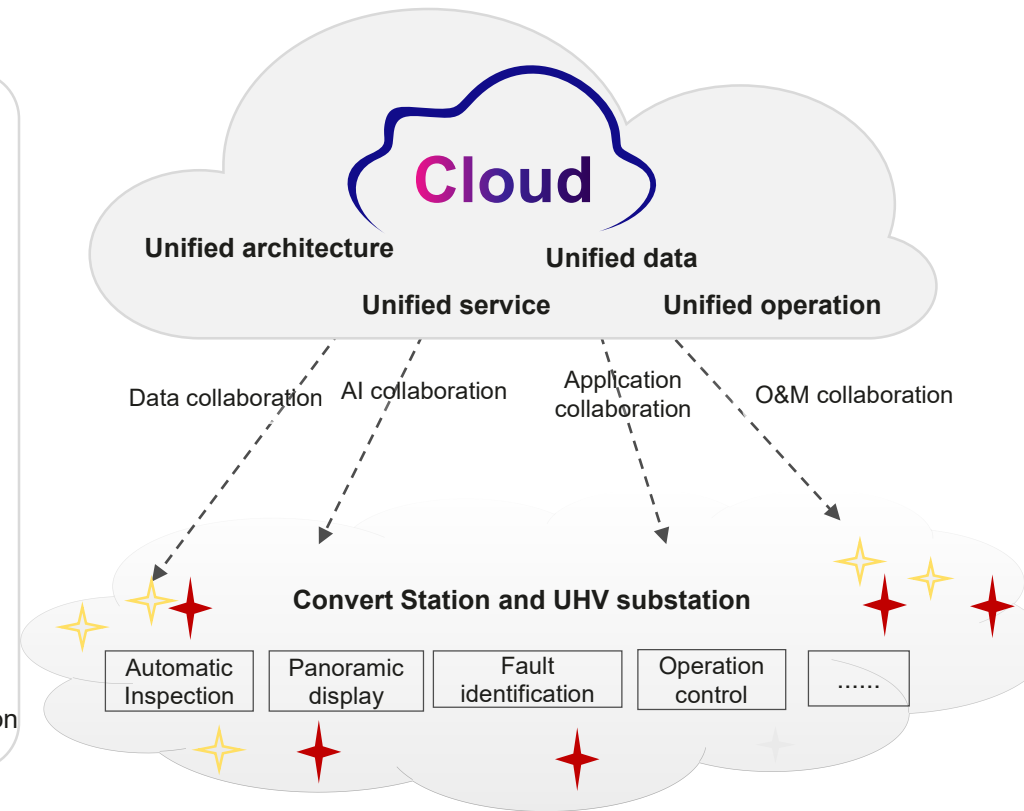 Cloud
Unified architecture
Unified data
Unified service
Unified operation
Data collaboration
AI collaboration
Application
collaboration
O&M collaboration
Convert Station and UHV substation
Automatic
Inspection
Panoramic
display
Fault
identification
Operation
control
......